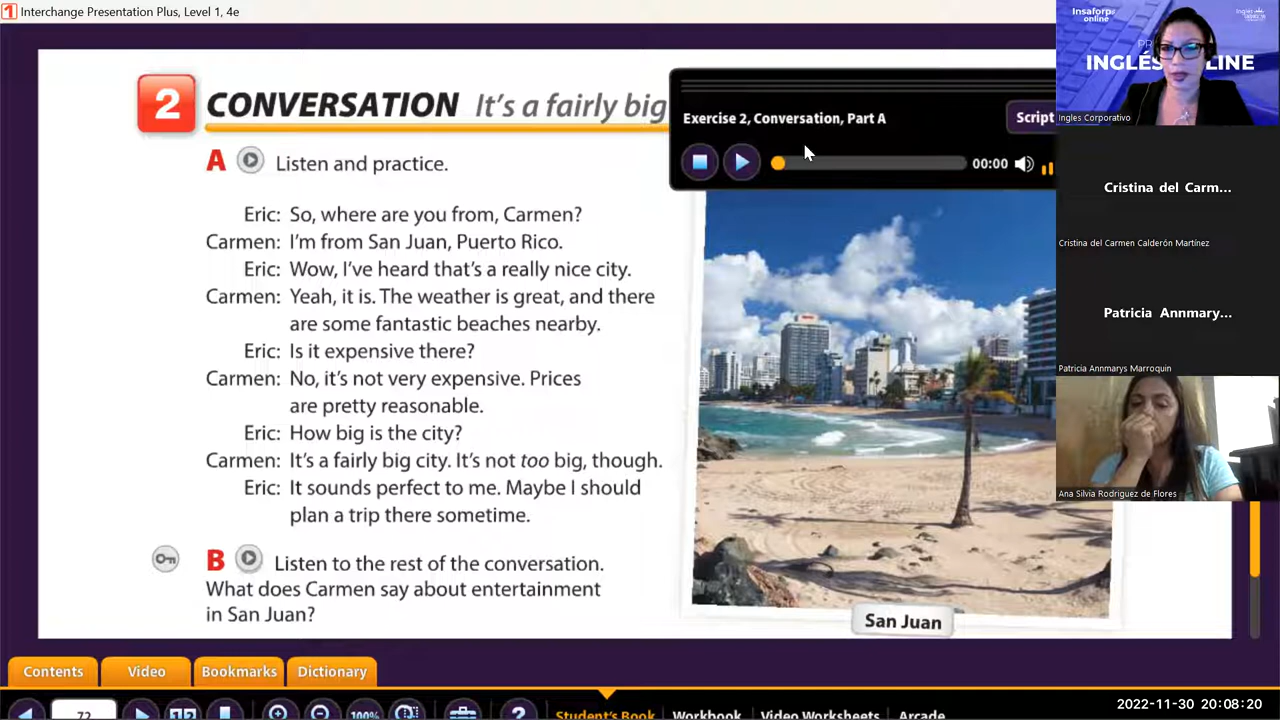 Interchange Presentation Plus, Level 1, 4e
2 CONVERSATION It's a fairly big
A Listen and practice.
Eric: So, where are you from, Carmen?
Carmen: I'm from San Juan, Puerto Rico.
Eric: Wow, I've heard that's a really nice city.
Carmen: Yeah, it is. The weather is great, and there
are some fantastic beaches nearby.
Eric: Is it expensive there?
Carmen: No, it's not very expensive. Prices
are pretty reasonable.
Eric: How big is the city?
Carmen: It's a fairly big city. It's not too big, though.
Eric: It sounds perfect to me. Maybe I should
plan a trip there sometime.
B Listen to the rest of the conversation.
What does Carmen say about entertainment
in San Juan?
Exercise 2, Conversation, Part A
Script
00:00
San Juan
Insaforp
online
INGLÉS ONLINE
Ingles Corporativo
Cristina del Carm...
Cristina del Carmen Calderón Martínez
Patricia Annmary...
Patricia Annmarys Marroquin
Ana Silvia Rodriguez de Flores
Contents
Video
Bookmarks
Dictionary
72
100%
Student's Book
Workbook
Video Worksheets
Arcade
2022-11-30 20:08:20